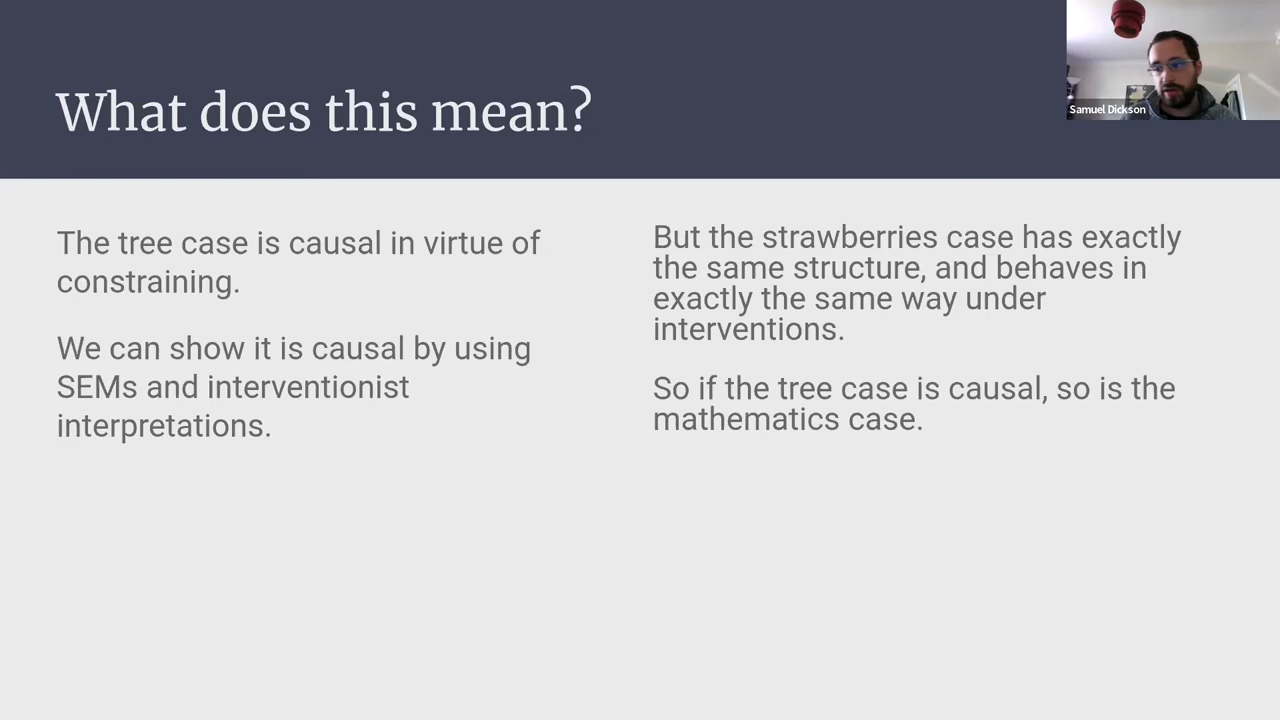 What does this mean?
Samuel Dickson
The tree case is causal in virtue of
constraining.
We can show it is causal by using
SEMs and interventionist
interpretations.
But the strawberries case has exactly
the same structure, and behaves in
exactly the same way under
interventions.
So if the tree case is causal, so is the
mathematics case.